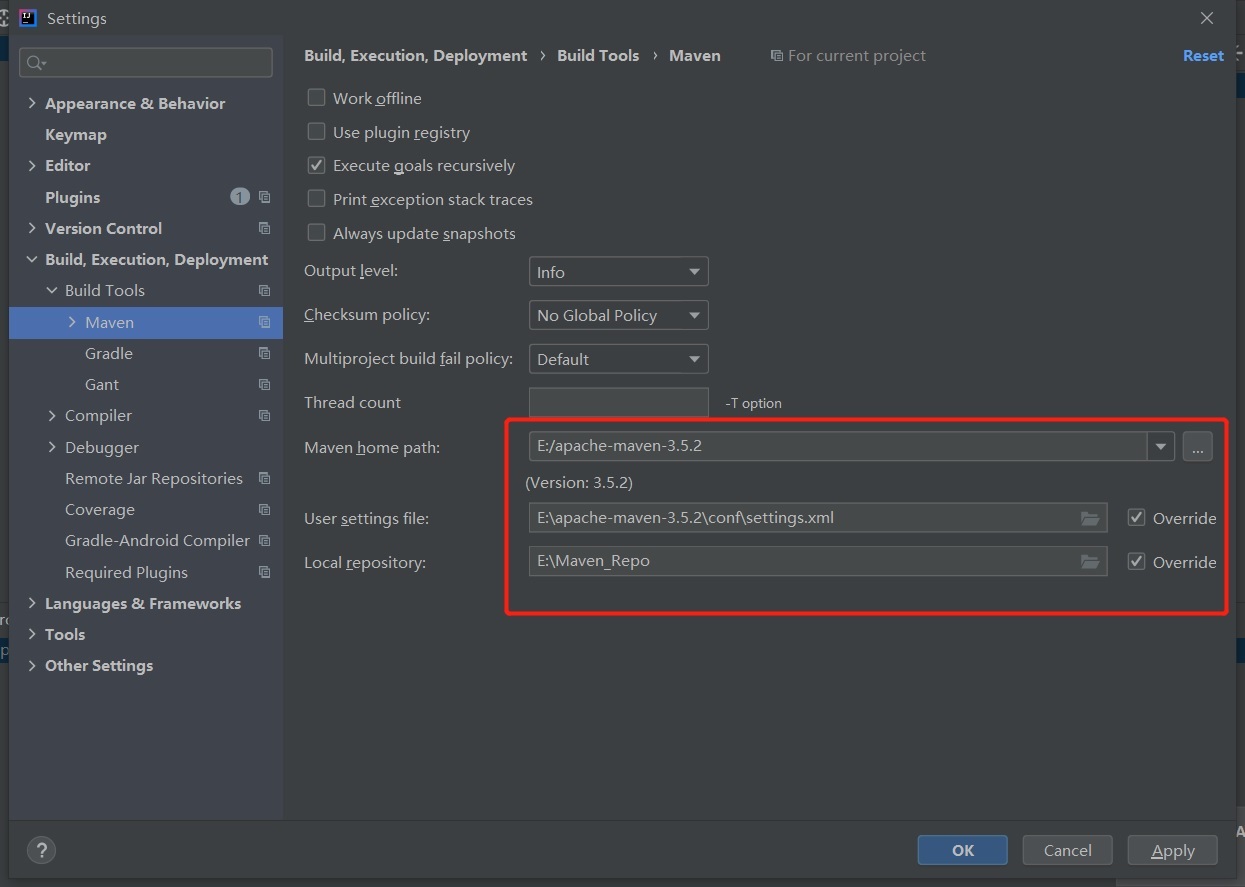 Settings
Build, Execution, Deployment › Build Tools › Maven For current project Reset
Appearance & Behavior
Keymap
Editor
Plugins 1
Version Control
Build, Execution, Deployment
Build Tools
Maven
Gradle
Gant
Compiler
Debugger
Remote Jar Repositories
Coverage
Gradle-Android Compiler
Required Plugins
Languages & Frameworks
Tools
Other Settings
Work offline
Use plugin registry
Execute goals recursively
Print exception stack traces
Always update snapshots
Output level: Info
Checksum policy: No Global Policy
Multiproject build fail policy: Default
Thread count -T option
Maven home path: E:/apache-maven-3.5.2 ...
(Version: 3.5.2)
User settings file: E:\apache-maven-3.5.2\conf\settings.xml Override
Local repository: E:\Maven_Repo Override
? OK Cancel Apply